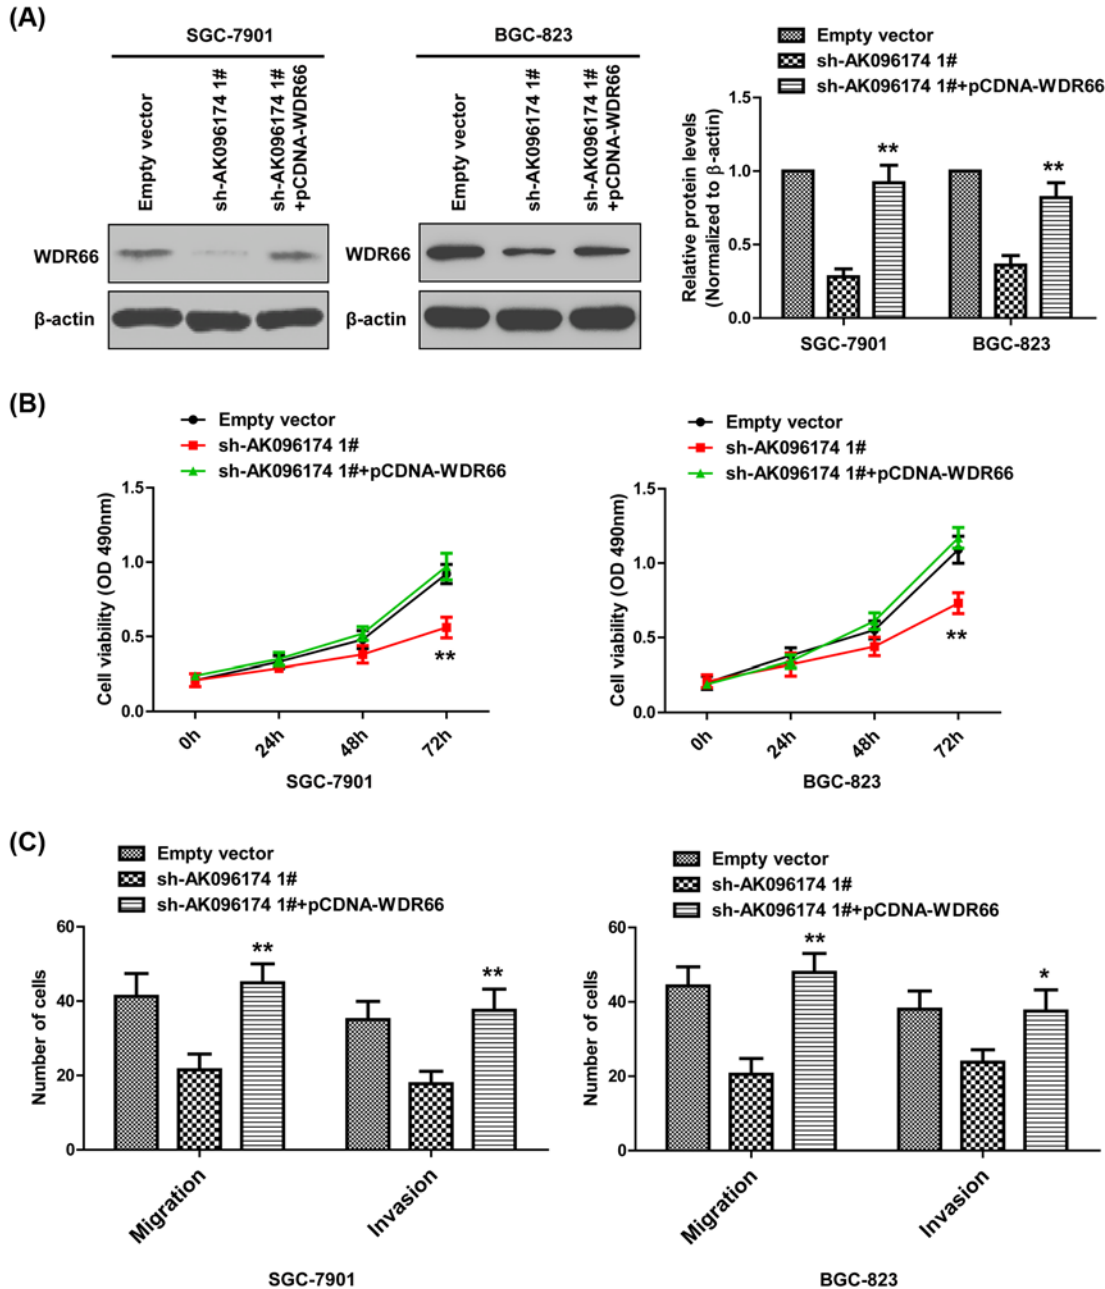 (A)
SGC-7901
Empty vector
sh-AK096174 1#
sh-AK096174 1#
+pCDNA-WDR66
WDR66
β-actin
BGC-823
Empty vector
sh-AK096174 1#
sh-AK096174 1#
+pCDNA-WDR66
WDR66
β-actin
Empty vector
sh-AK096174 1#
sh-AK096174 1#+pCDNA-WDR66
Relative protein levels
(Normalized to β-actin)
1.5
1.0
0.5
0.0
**
**
SGC-7901
BGC-823
(B)
Empty vector
sh-AK096174 1#
sh-AK096174 1#+pCDNA-WDR66
Cell viability (OD 490nm)
1.5
1.0
0.5
0.0
**
0h
24h
48h
72h
SGC-7901
Empty vector
sh-AK096174 1#
sh-AK096174 1#+pCDNA-WDR66
Cell viability (OD 490nm)
1.5
1.0
0.5
0.0
**
0h
24h
48h
72h
BGC-823
(C)
Empty vector
sh-AK096174 1#
sh-AK096174 1#+pCDNA-WDR66
Number of cells
60
40
20
0
**
**
Migration
Invasion
SGC-7901
Empty vector
sh-AK096174 1#
sh-AK096174 1#+pCDNA-WDR66
Number of cells
60
40
20
0
**
*
Migration
Invasion
BGC-823